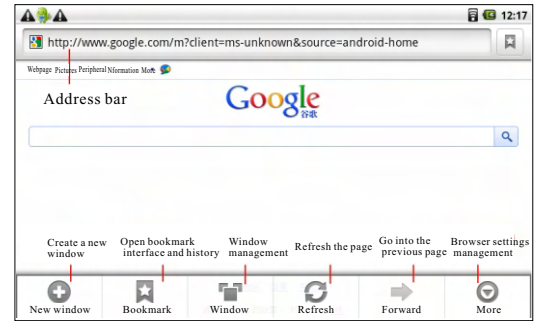 12:17
http://www.google.com/m?client=ms-unknown&source=android-home
Webpage Pictures Peripheral Nformation More
Address bar
Google
谷歌
Create a new window
Open bookmark interface and history
Window management
Refresh the page
Go into the previous page
Browser settings management
New window
Bookmark
Window
Refresh
Forward
More